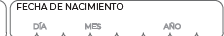 FECHA DE NACIMIENTO
DÍA MES AÑO